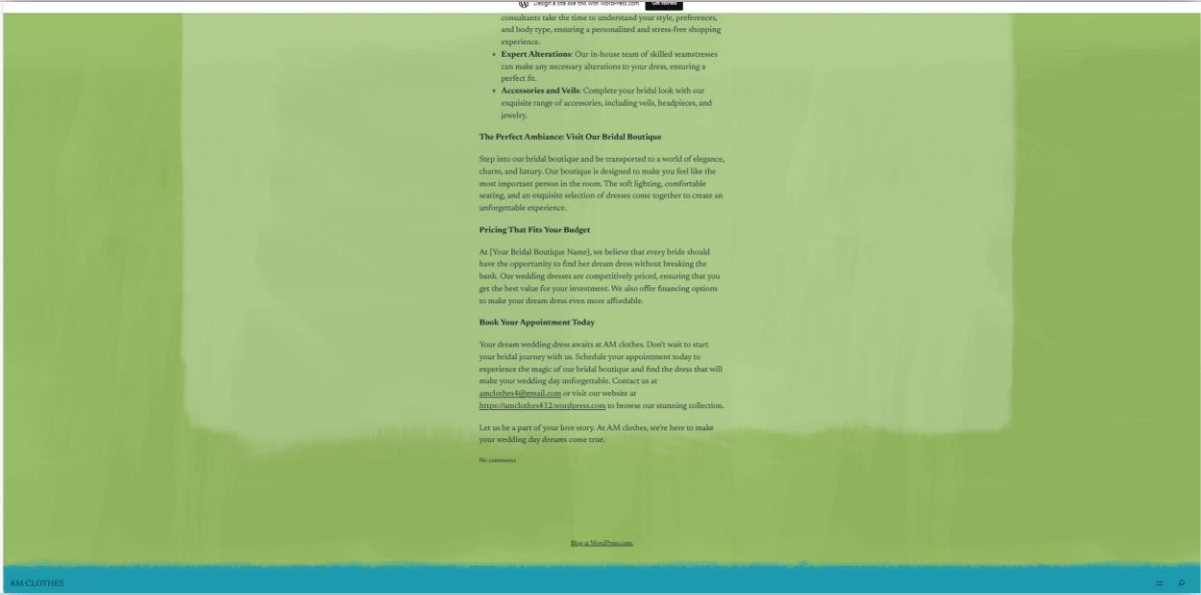 Design a site like this with WordPress.com
Get Started
consultants take the time to understand your style, preferences,
and body type, ensuring a personalized and stress-free shopping
experience.
• Expert Alterations: Our in-house team of skilled seamstresses
can make any necessary alterations to your dress, ensuring a
perfect fit.
• Accessories and Veils: Complete your bridal look with our
exquisite range of accessories, including veils, headpieces, and
jewelry.
The Perfect Ambiance: Visit Our Bridal Boutique
Step into our bridal boutique and be transported to a world of elegance,
charm, and luxury. Our boutique is designed to make you feel like the
most important person in the room. The soft lighting, comfortable
seating, and an exquisite selection of dresses come together to create an
unforgettable experience.
Pricing That Fits Your Budget
At [Your Bridal Boutique Name], we believe that every bride should
have the opportunity to find her dream dress without breaking the
bank. Our wedding dresses are competitively priced, ensuring that you
get the best value for your investment. We also offer financing options
to make your dream dress even more affordable.
Book Your Appointment Today
Your dream wedding dress awaits at AM clothes. Don't wait to start
your bridal journey with us. Schedule your appointment today to
experience the magic of our bridal boutique and find the dress that will
make your wedding day unforgettable. Contact us at
amclothes4@gmail.com or visit our website at
https://amclothes412.wordpress.com to browse our stunning collection.
Let us be a part of your love story. At AM clothes, we're here to make
your wedding day dreams come true.
No comments
Blog at WordPress.com.
AM CLOTHES